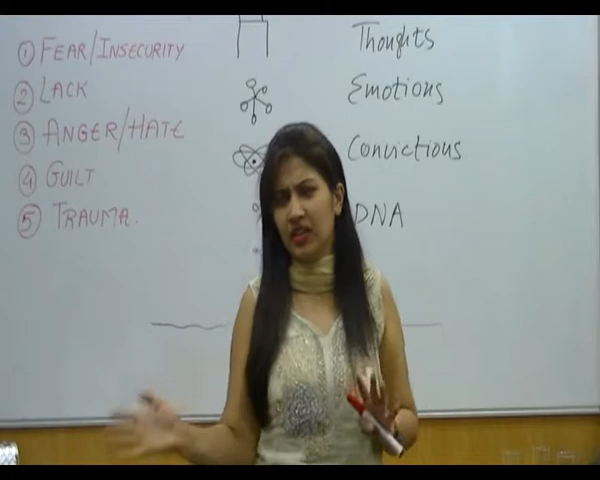 ① FEAR/INSECURITY
② LACK
③ ANGER/HATE
④ GUILT
⑤ TRAUMA.
Thoughts
Emotions
Convictions
DNA